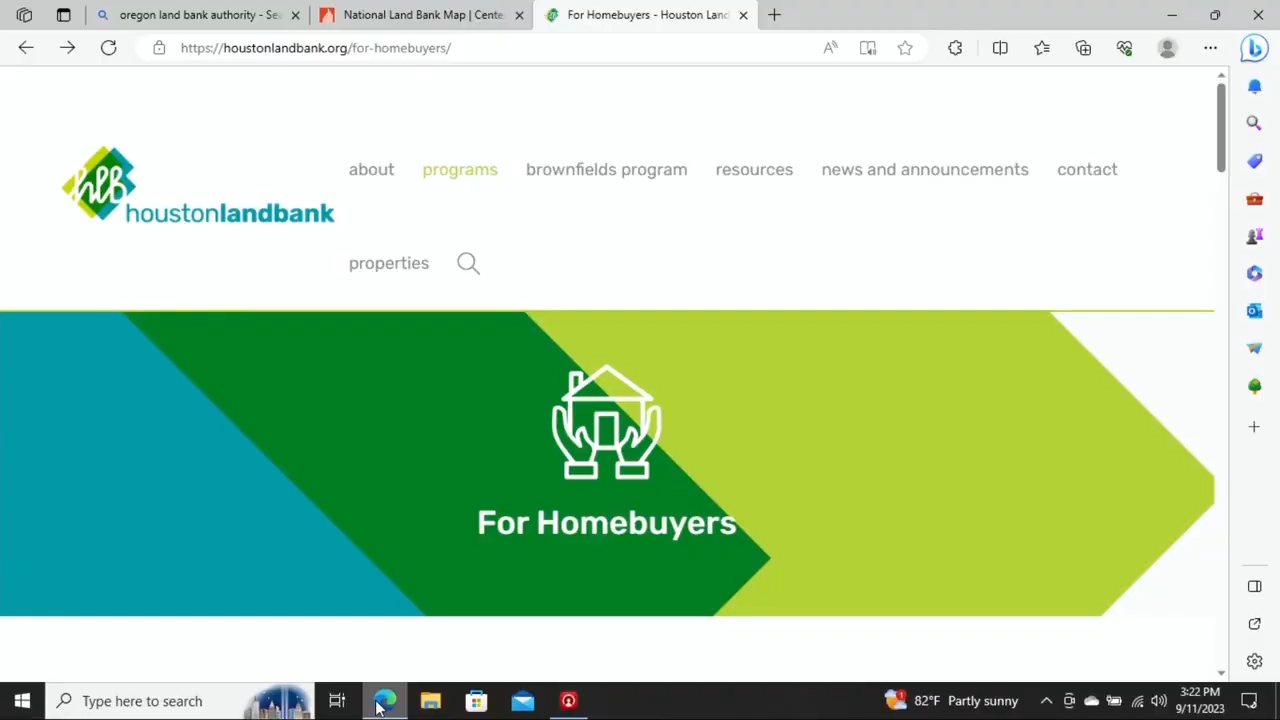 oregon land bank authority - Sea
National Land Bank Map | Cente
For Homebuyers - Houston Land
https://houstonlandbank.org/for-homebuyers/
hlb
houstonlandbank
about
programs
brownfields program
resources
news and announcements
contact
properties
For Homebuyers
Type here to search
1
82°F Partly sunny
3:22 PM
9/11/2023